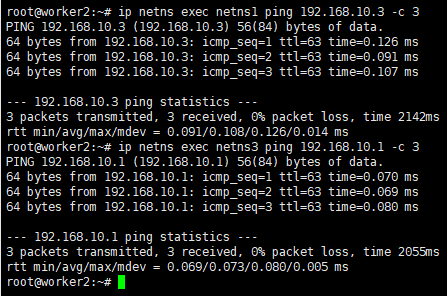 root@worker2:~# ip netns exec netns1 ping 192.168.10.3 -c 3
PING 192.168.10.3 (192.168.10.3) 56(84) bytes of data.
64 bytes from 192.168.10.3: icmp_seq=1 ttl=63 time=0.126 ms
64 bytes from 192.168.10.3: icmp_seq=2 ttl=63 time=0.091 ms
64 bytes from 192.168.10.3: icmp_seq=3 ttl=63 time=0.107 ms

--- 192.168.10.3 ping statistics ---
3 packets transmitted, 3 received, 0% packet loss, time 2142ms
rtt min/avg/max/mdev = 0.091/0.108/0.126/0.014 ms
root@worker2:~# ip netns exec netns3 ping 192.168.10.1 -c 3
PING 192.168.10.1 (192.168.10.1) 56(84) bytes of data.
64 bytes from 192.168.10.1: icmp_seq=1 ttl=63 time=0.070 ms
64 bytes from 192.168.10.1: icmp_seq=2 ttl=63 time=0.069 ms
64 bytes from 192.168.10.1: icmp_seq=3 ttl=63 time=0.080 ms

--- 192.168.10.1 ping statistics ---
3 packets transmitted, 3 received, 0% packet loss, time 2055ms
rtt min/avg/max/mdev = 0.069/0.073/0.080/0.005 ms
root@worker2:~#